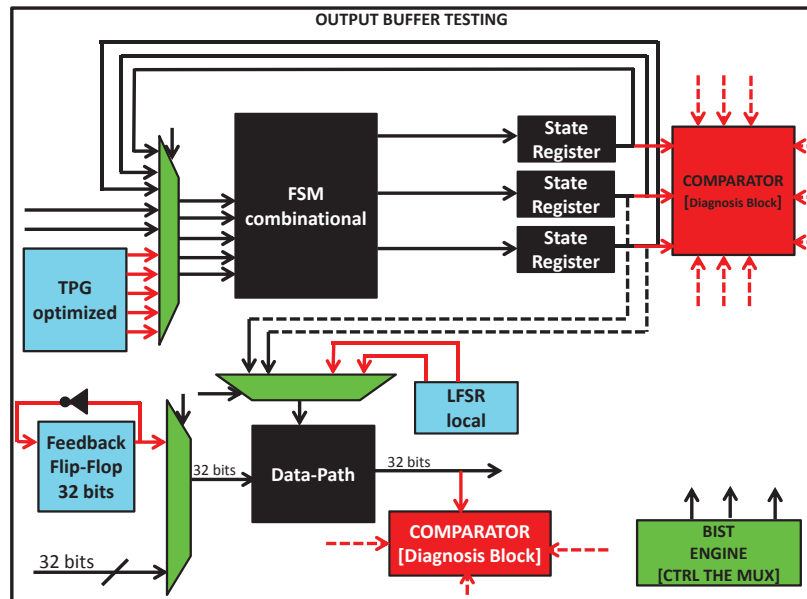 OUTPUT BUFFER TESTING
FSM
combinational
State
Register
State
Register
State
Register
COMPARATOR
[Diagnosis Block]
TPG
optimized
LFSR
local
Feedback
Flip-Flop
32 bits
32 bits
Data-Path
32 bits
COMPARATOR
[Diagnosis Block]
32 bits
BIST
ENGINE
[CTRL THE MUX]